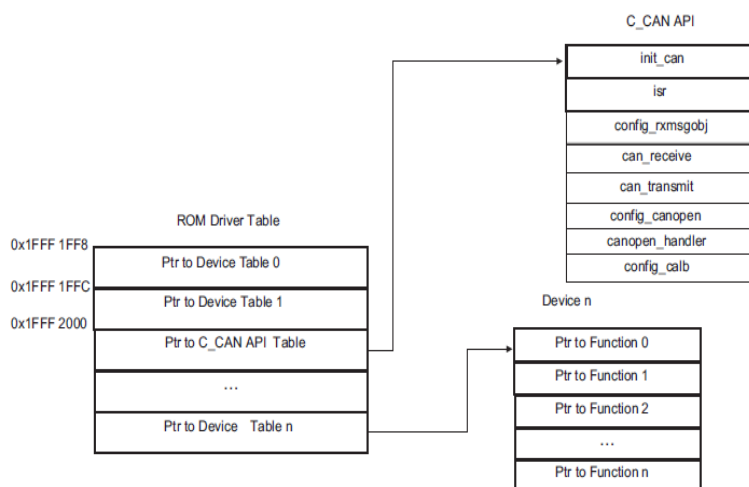 C_CAN API
init_can
isr
config_rxmsgobj
can_receive
can_transmit
config_canopen
canopen_handler
config_calb
ROM Driver Table
0x1FFF 1FF8
Ptr to Device Table 0
0x1FFF 1FFC
Ptr to Device Table 1
0x1FFF 2000
Ptr to C_CAN API Table
...
Ptr to Device Table n
Device n
Ptr to Function 0
Ptr to Function 1
Ptr to Function 2
...
Ptr to Function n